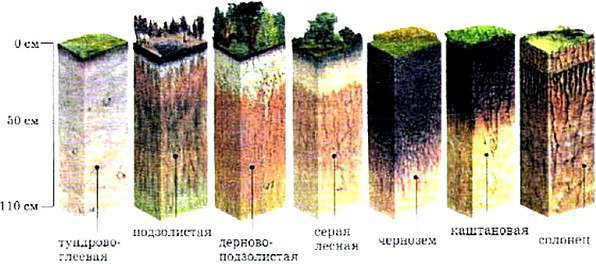 0 см
50 см
110 см
тундрово-
глеевая
подзолистая
дерново-
подзолистая
серая
лесная
чернозем
каштановая
солонец